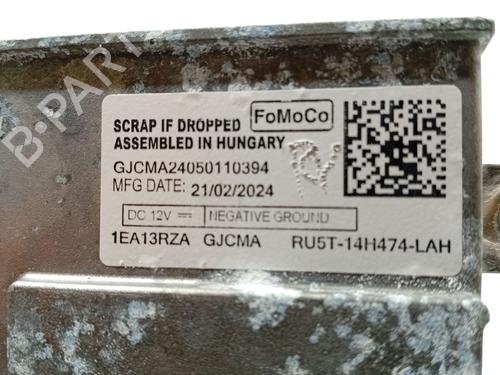 B-PARTS
SCRAP IF DROPPED FoMoCo
ASSEMBLED IN HUNGARY
GJCMA24050110394
MFG DATE: 21/02/2024
DC 12V ⎓ NEGATIVE GROUND
1EA13RZA GJCMA RU5T-14H474-LAH